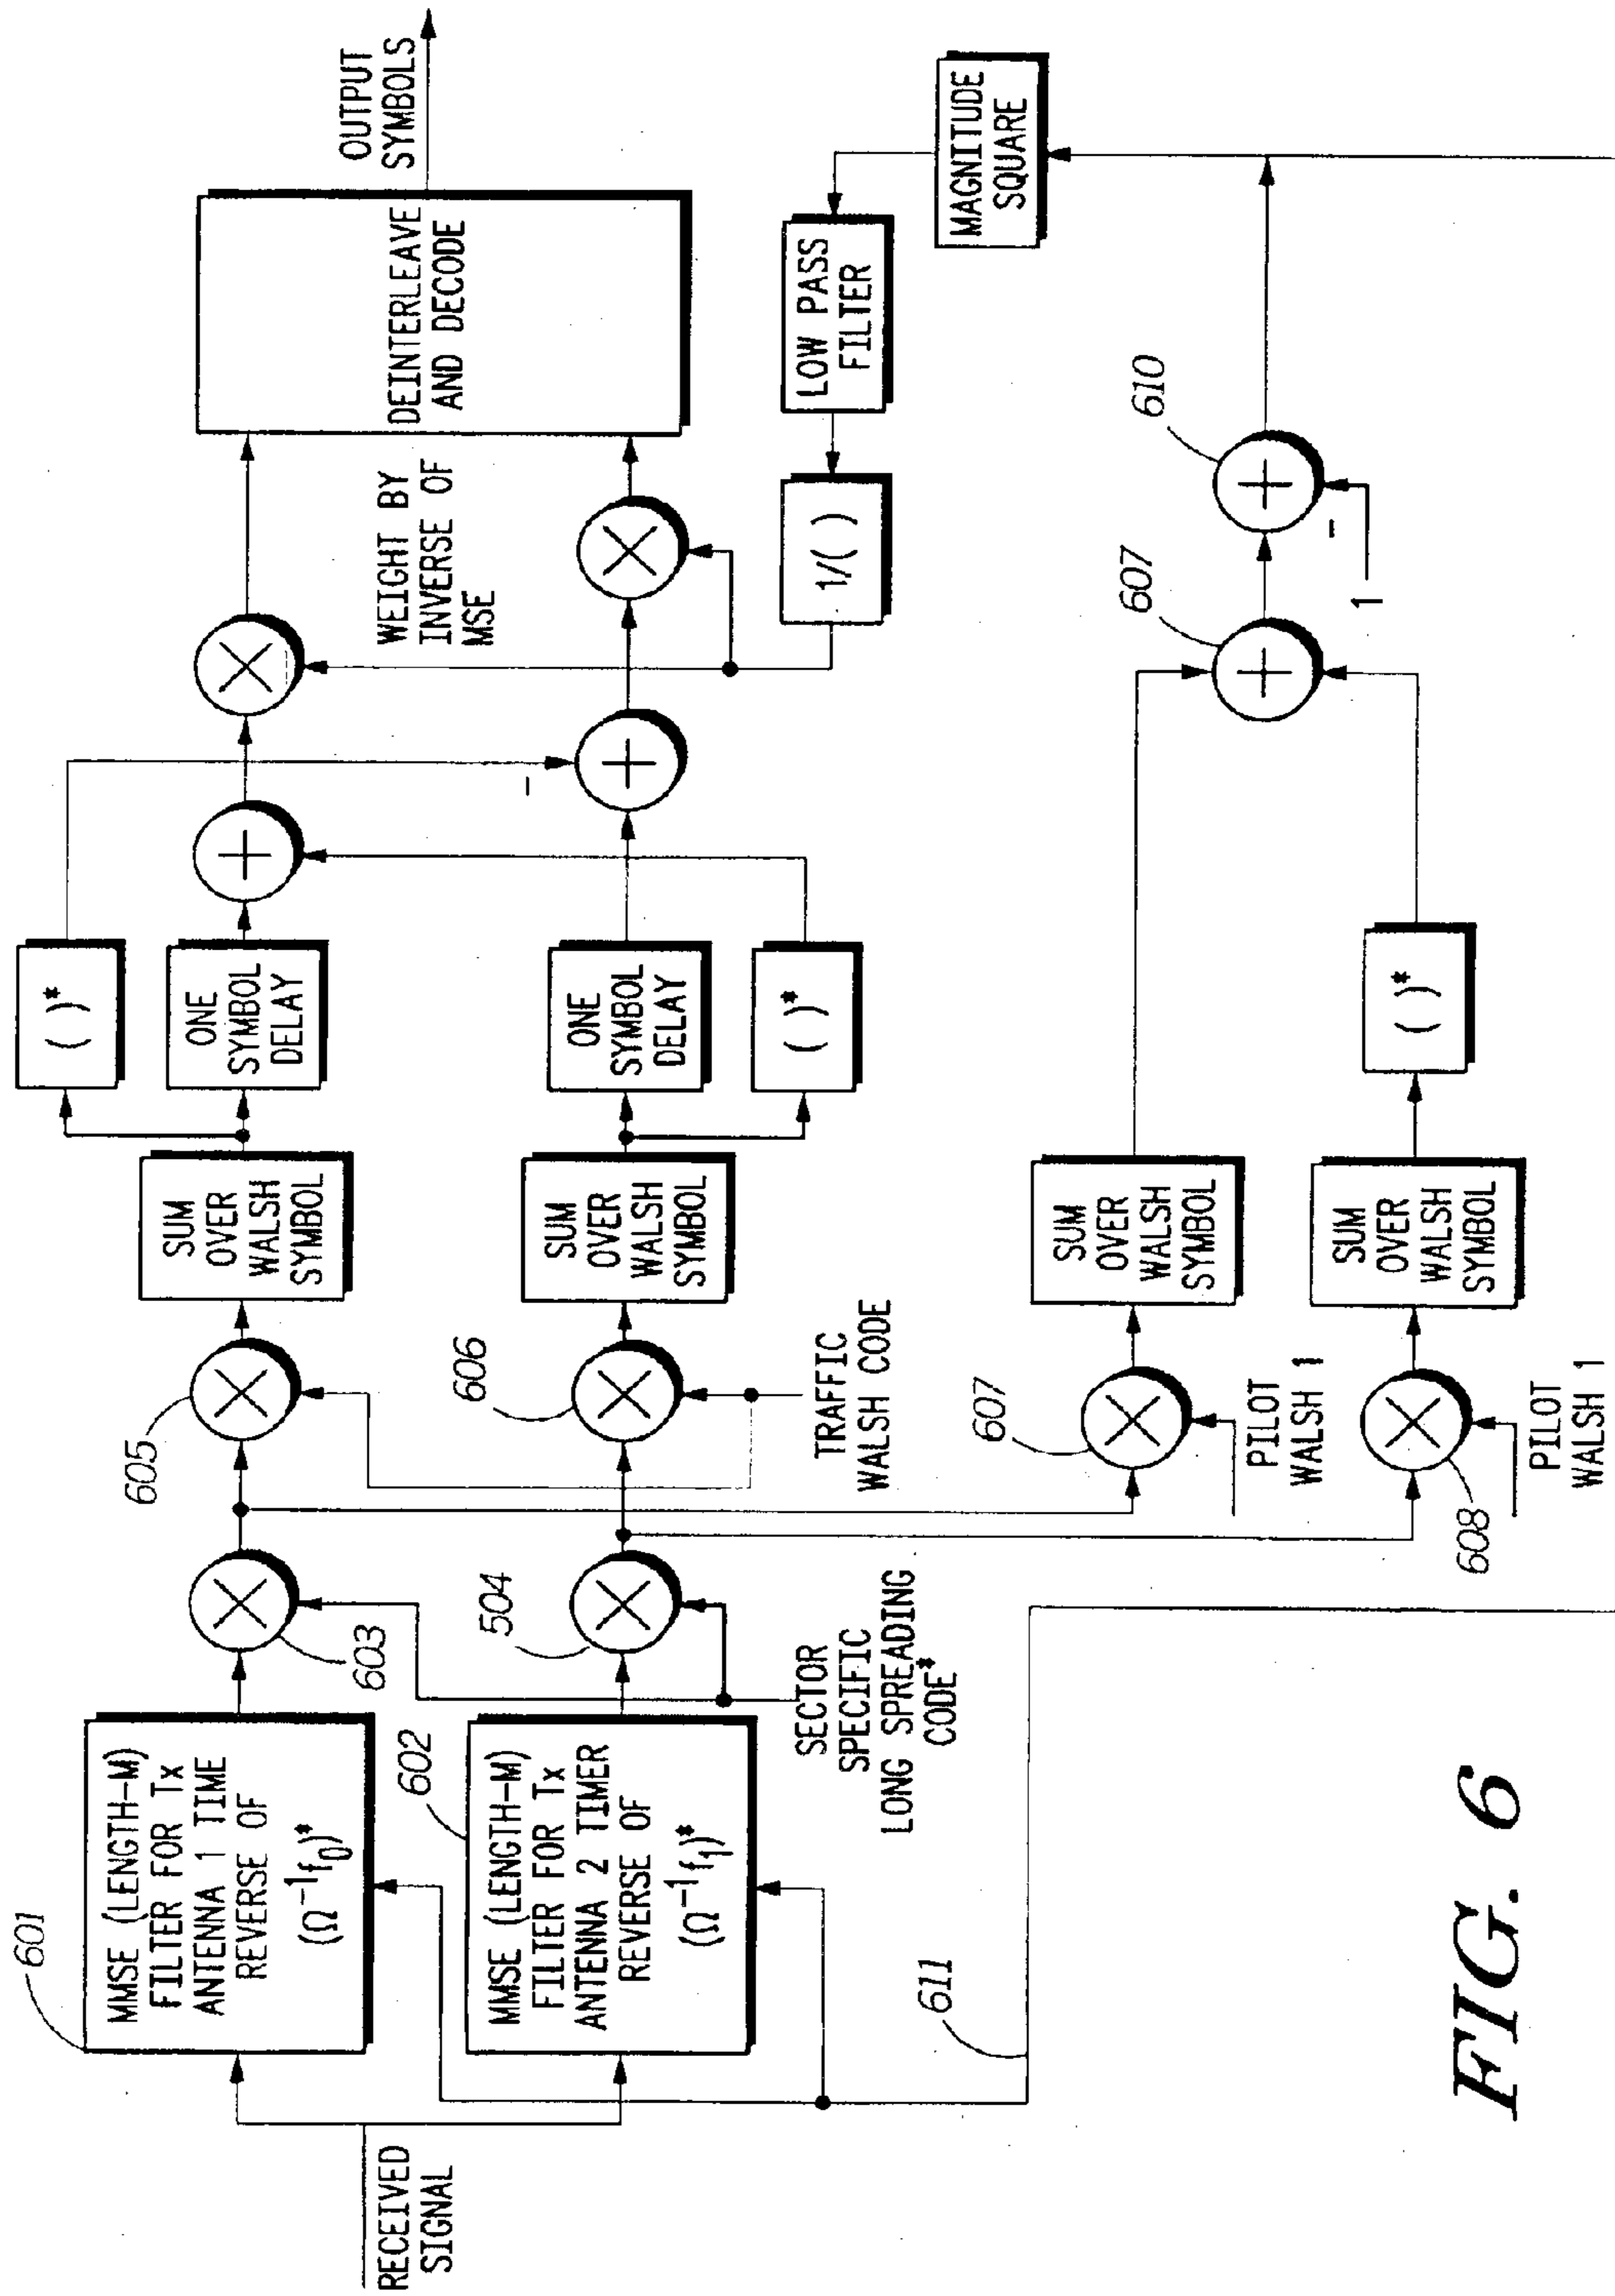 RECEIVED
SIGNAL
601
MMSE (LENGTH-M)
FILTER FOR Tx
ANTENNA 1 TIME
REVERSE OF
(Ω⁻¹f₀)*
602
MMSE (LENGTH-M)
FILTER FOR Tx
ANTENNA 2 TIMER
REVERSE OF
(Ω⁻¹f₁)*
611
603
504
SECTOR
SPECIFIC
LONG SPREADING
CODE*
605
606
TRAFFIC
WALSH CODE
607
PILOT
WALSH 1
608
PILOT
WALSH 1
SUM
OVER
WALSH
SYMBOL
SUM
OVER
WALSH
SYMBOL
SUM
OVER
WALSH
SYMBOL
SUM
OVER
WALSH
SYMBOL
( )*
ONE
SYMBOL
DELAY
ONE
SYMBOL
DELAY
( )*
( )*
+
-
+
607
+
610
+
-
1
WEIGHT BY
INVERSE OF
MSE
1/( )
LOW PASS
FILTER
MAGNITUDE
SQUARE
DEINTERLEAVE
AND DECODE
OUTPUT
SYMBOLS
FIG. 6